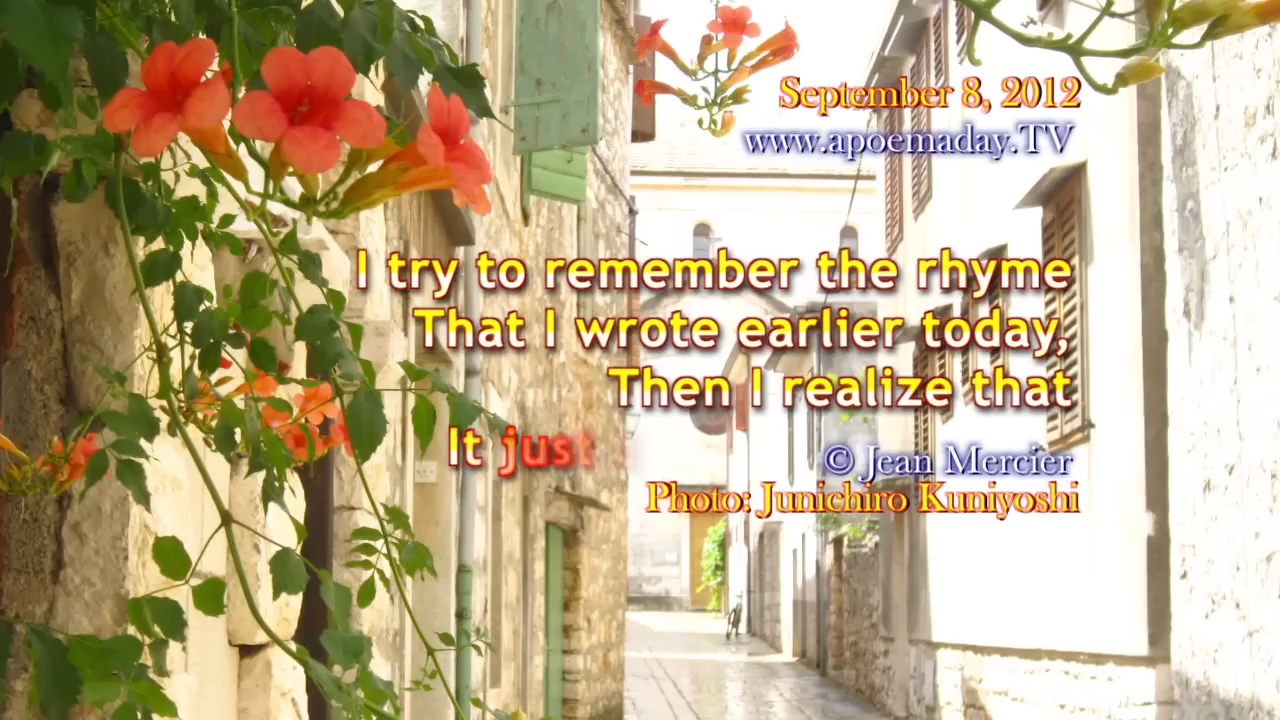 September 8, 2012
www.apoemaday.TV
I try to remember the rhyme
That I wrote earlier today,
Then I realize that
It just
© Jean Mercier
Photo: Junichiro Kuniyoshi